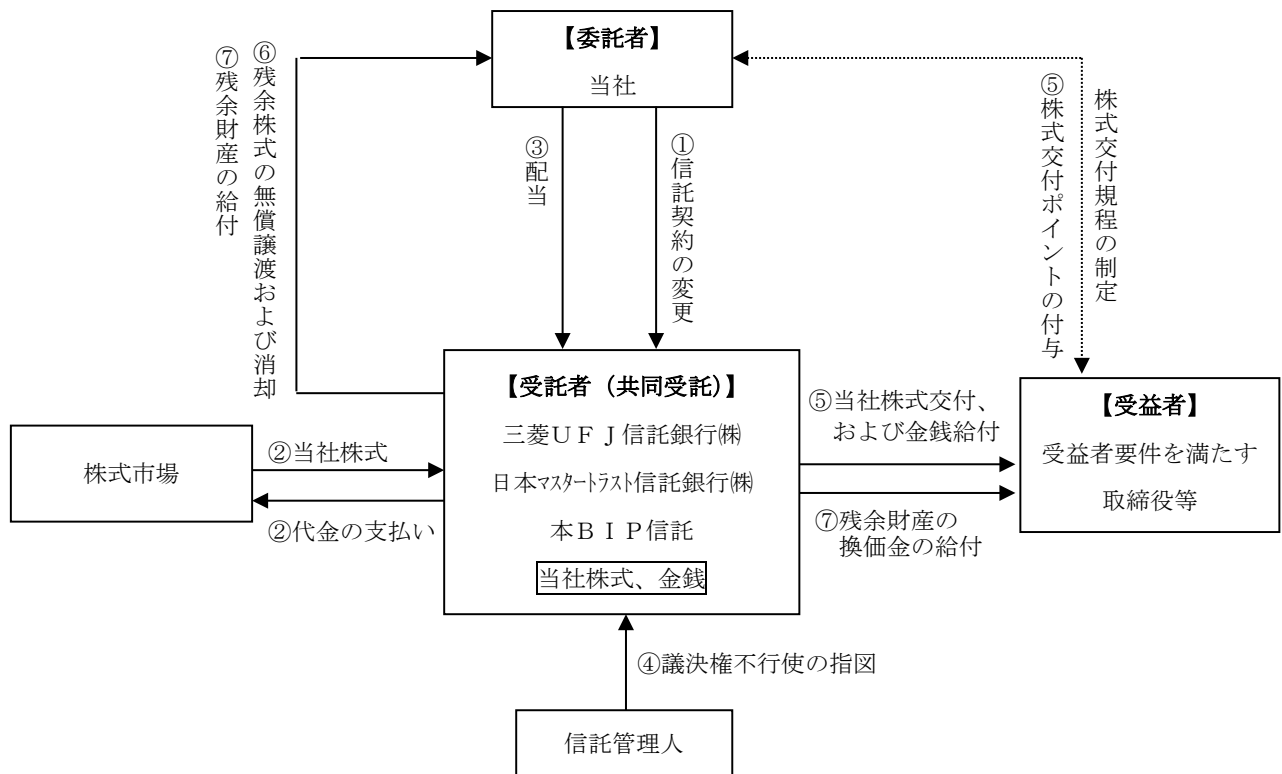 【委託者】
当社
⑦残余財産の給付
⑥残余株式の無償譲渡および消却
③配当
①信託契約の変更
株式交付規程の制定
⑤株式交付ポイントの付与
【受託者（共同受託）】
三菱ＵＦＪ信託銀行㈱
日本ﾏｽﾀｰﾄﾗｽﾄ信託銀行㈱
本ＢＩＰ信託
当社株式、金銭
株式市場
②当社株式
②代金の支払い
⑤当社株式交付、
および金銭給付
⑦残余財産の
換価金の給付
【受益者】
受益者要件を満たす
取締役等
④議決権不行使の指図
信託管理人